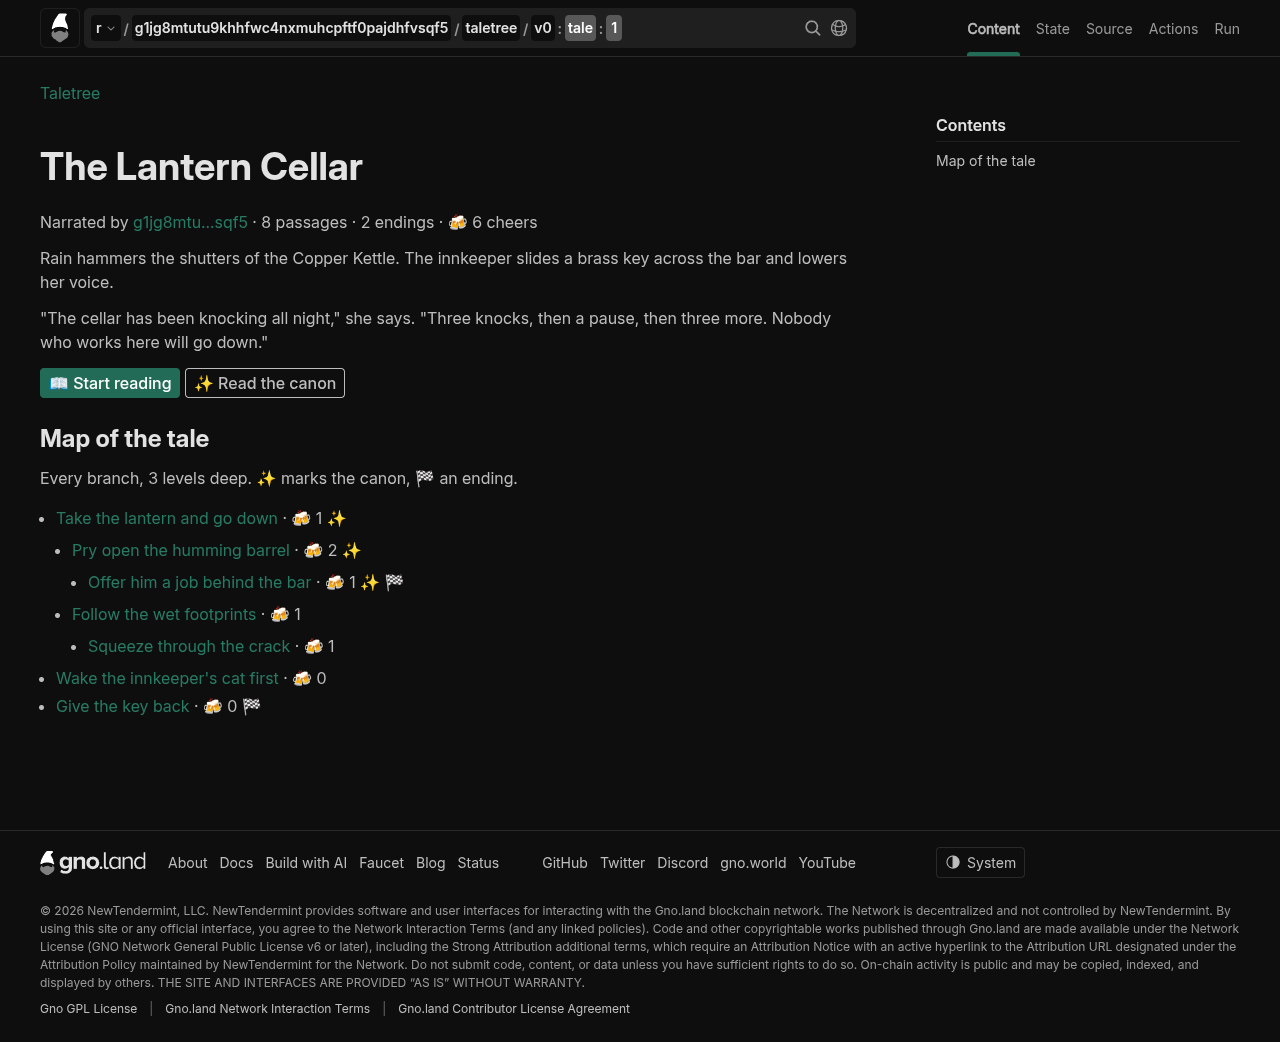 r / g1jg8mtutu9khhfwc4nxmuhcpftf0pajdhfvsqf5 / taletree / v0 : tale : 1
Content State Source Actions Run
Taletree
Contents
Map of the tale
The Lantern Cellar
Narrated by g1jg8mtu...sqf5 · 8 passages · 2 endings · 🍻 6 cheers
Rain hammers the shutters of the Copper Kettle. The innkeeper slides a brass key across the bar and lowers
her voice.
"The cellar has been knocking all night," she says. "Three knocks, then a pause, then three more. Nobody
who works here will go down."
📖 Start reading ✨ Read the canon
Map of the tale
Every branch, 3 levels deep. ✨ marks the canon, 🏁 an ending.
• Take the lantern and go down · 🍻 1 ✨
• Pry open the humming barrel · 🍻 2 ✨
• Offer him a job behind the bar · 🍻 1 ✨ 🏁
• Follow the wet footprints · 🍻 1
• Squeeze through the crack · 🍻 1
• Wake the innkeeper's cat first · 🍻 0
• Give the key back · 🍻 0 🏁
gno.land About Docs Build with AI Faucet Blog Status GitHub Twitter Discord gno.world YouTube System
© 2026 NewTendermint, LLC. NewTendermint provides software and user interfaces for interacting with the Gno.land blockchain network. The Network is decentralized and not controlled by NewTendermint. By
using this site or any official interface, you agree to the Network Interaction Terms (and any linked policies). Code and other copyrightable works published through Gno.land are made available under the Network
License (GNO Network General Public License v6 or later), including the Strong Attribution additional terms, which require an Attribution Notice with an active hyperlink to the Attribution URL designated under the
Attribution Policy maintained by NewTendermint for the Network. Do not submit code, content, or data unless you have sufficient rights to do so. On-chain activity is public and may be copied, indexed, and
displayed by others. THE SITE AND INTERFACES ARE PROVIDED “AS IS” WITHOUT WARRANTY.
Gno GPL License | Gno.land Network Interaction Terms | Gno.land Contributor License Agreement